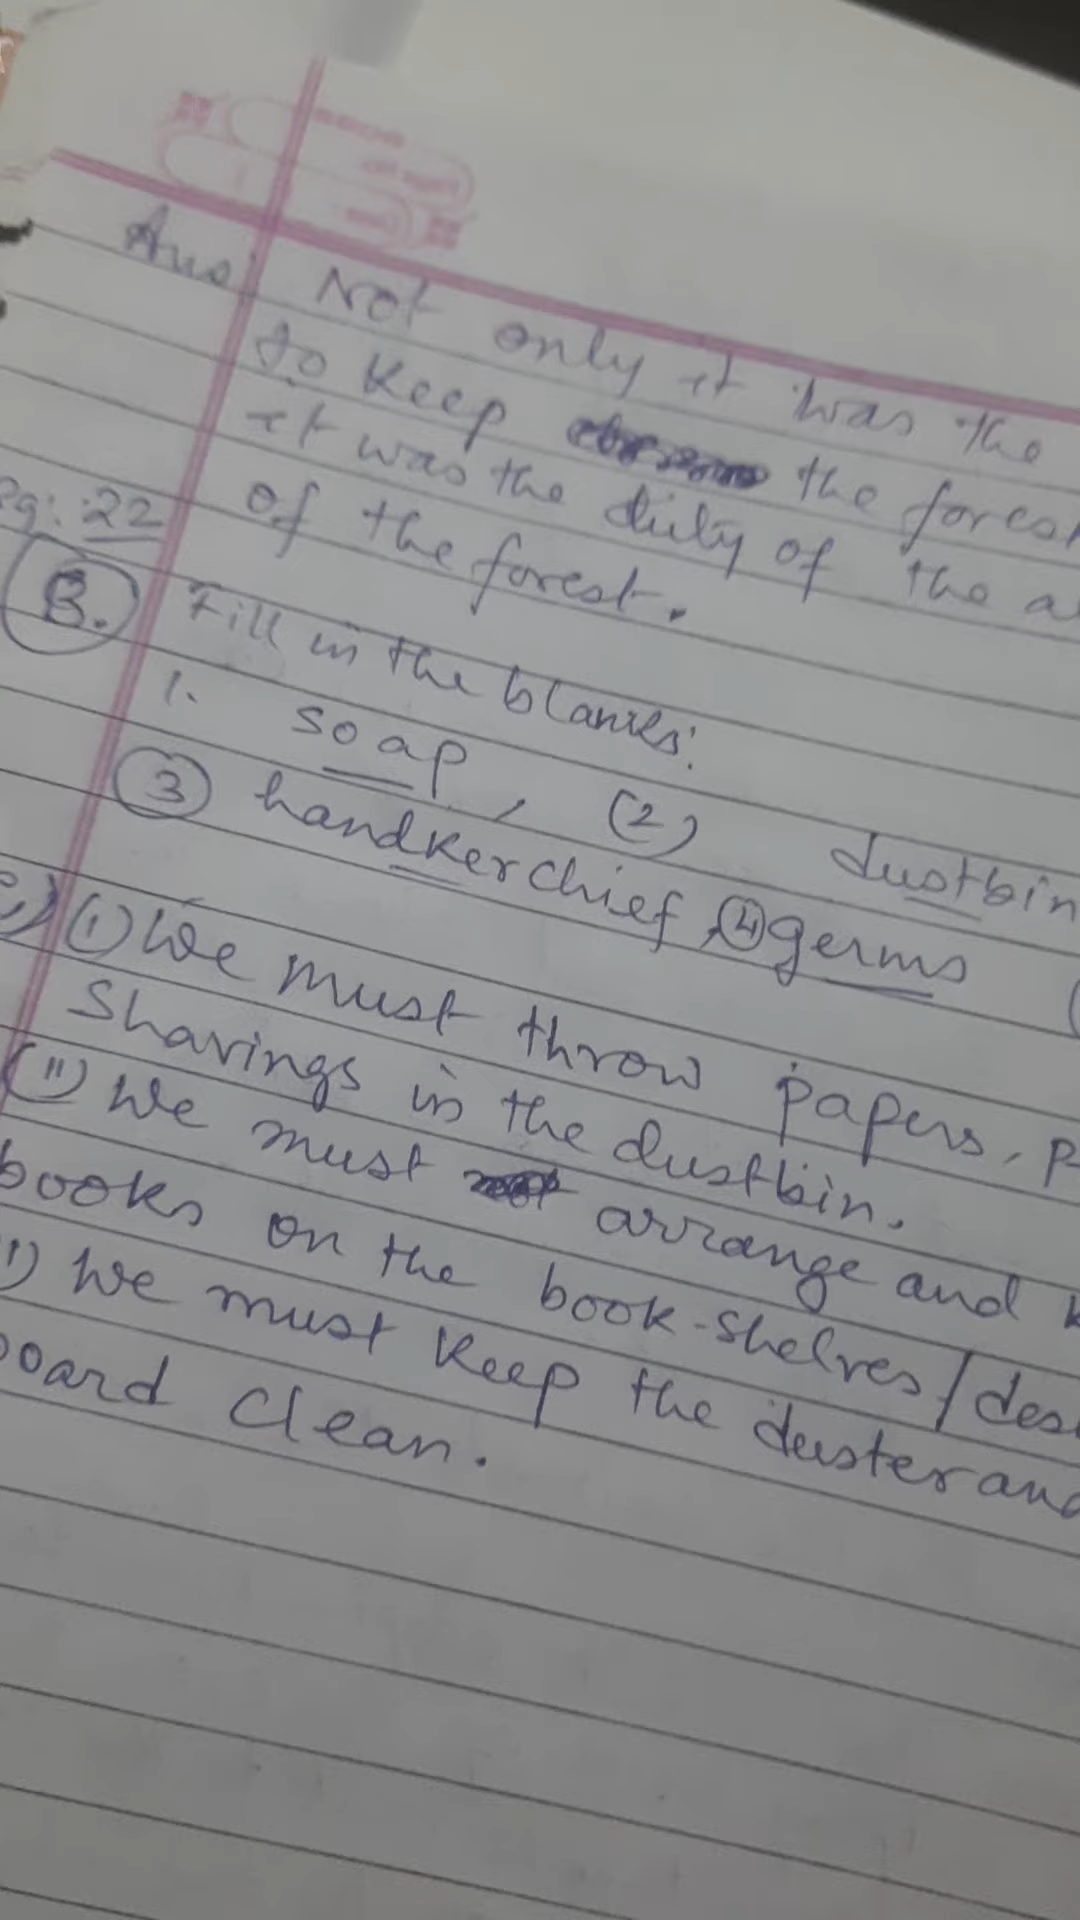 Ans. Not only it was the
to keep the forest
it was the duty of the
of the forest.
Pg: 22
B. Fill in the blanks:
1. soap, (2) dustbin
3 handkerchief, 4 germs
(i) We must throw papers, p
Sharings in the dustbin.
(ii) We must arrange and
books on the book-shelves/des
We must keep the duster and
board clean.